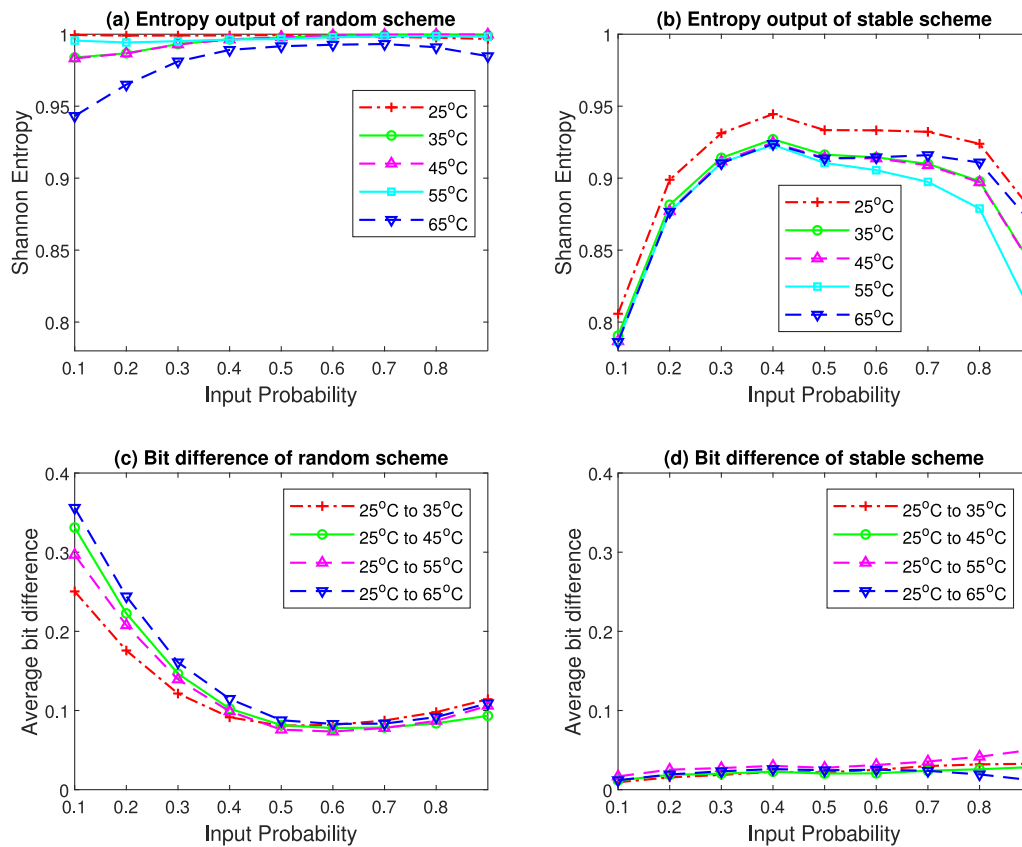 (a) Entropy output of random scheme
1
0.95
0.9
0.85
0.8
Shannon Entropy
25°C
35°C
45°C
55°C
65°C
0.1 0.2 0.3 0.4 0.5 0.6 0.7 0.8
Input Probability
(b) Entropy output of stable scheme
1
0.95
0.9
0.85
0.8
Shannon Entropy
25°C
35°C
45°C
55°C
65°C
0.1 0.2 0.3 0.4 0.5 0.6 0.7 0.8
Input Probability
(c) Bit difference of random scheme
0.4
0.3
0.2
0.1
0
Average bit difference
25°C to 35°C
25°C to 45°C
25°C to 55°C
25°C to 65°C
0.1 0.2 0.3 0.4 0.5 0.6 0.7 0.8
Input Probability
(d) Bit difference of stable scheme
0.4
0.3
0.2
0.1
0
Average bit difference
25°C to 35°C
25°C to 45°C
25°C to 55°C
25°C to 65°C
0.1 0.2 0.3 0.4 0.5 0.6 0.7 0.8
Input Probability